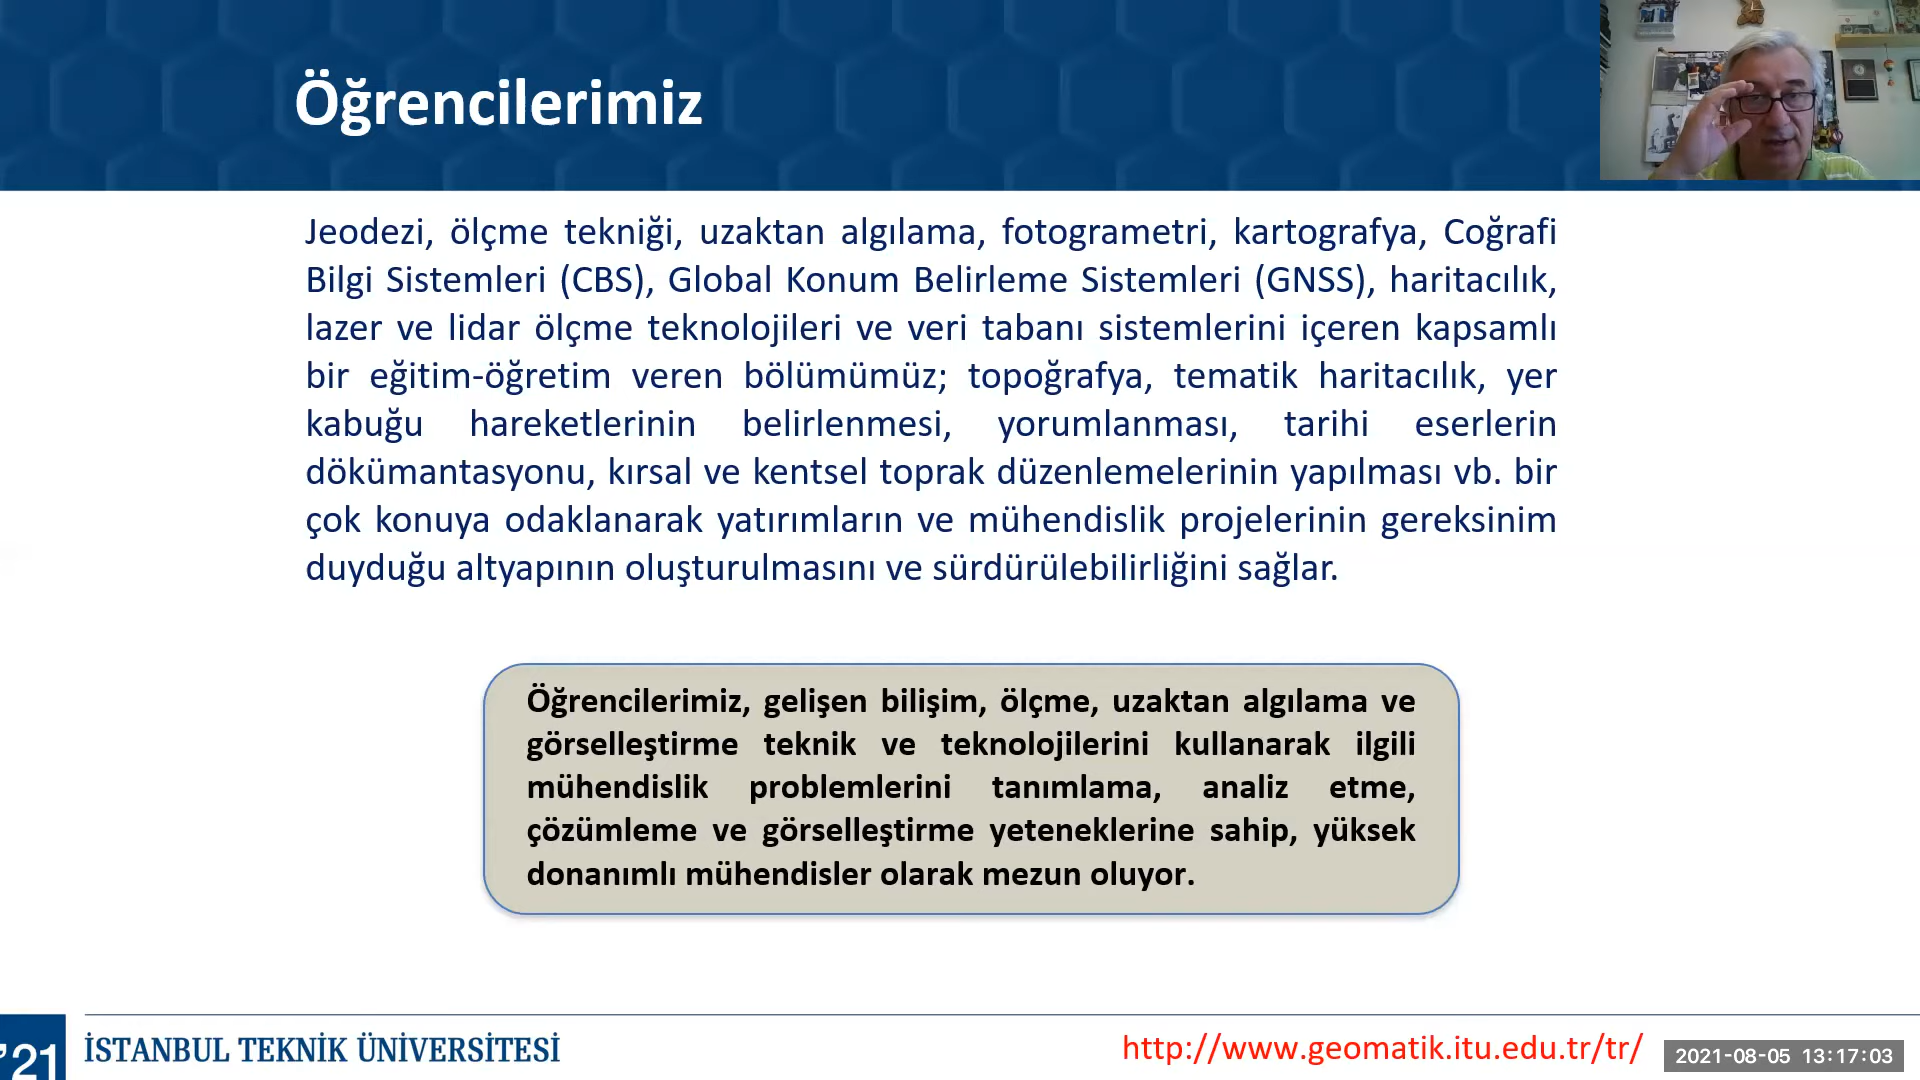 Öğrencilerimiz
Jeodezi, ölçme tekniği, uzaktan algılama, fotogrametri, kartografya, Coğrafi
Bilgi Sistemleri (CBS), Global Konum Belirleme Sistemleri (GNSS), haritacılık,
lazer ve lidar ölçme teknolojileri ve veri tabanı sistemlerini içeren kapsamlı
bir eğitim-öğretim veren bölümümüz; topoğrafya, tematik haritacılık, yer
kabuğu hareketlerinin belirlenmesi, yorumlanması, tarihi eserlerin
dökümantasyonu, kırsal ve kentsel toprak düzenlemelerinin yapılması vb. bir
çok konuya odaklanarak yatırımların ve mühendislik projelerinin gereksinim
duyduğu altyapının oluşturulmasını ve sürdürülebilirliğini sağlar.
Öğrencilerimiz, gelişen bilişim, ölçme, uzaktan algılama ve
görselleştirme teknik ve teknolojilerini kullanarak ilgili
mühendislik problemlerini tanımlama, analiz etme,
çözümleme ve görselleştirme yeteneklerine sahip, yüksek
donanımlı mühendisler olarak mezun oluyor.
'21
İSTANBUL TEKNİK ÜNİVERSİTESİ
http://www.geomatik.itu.edu.tr/tr/
2021-08-05 13:17:03